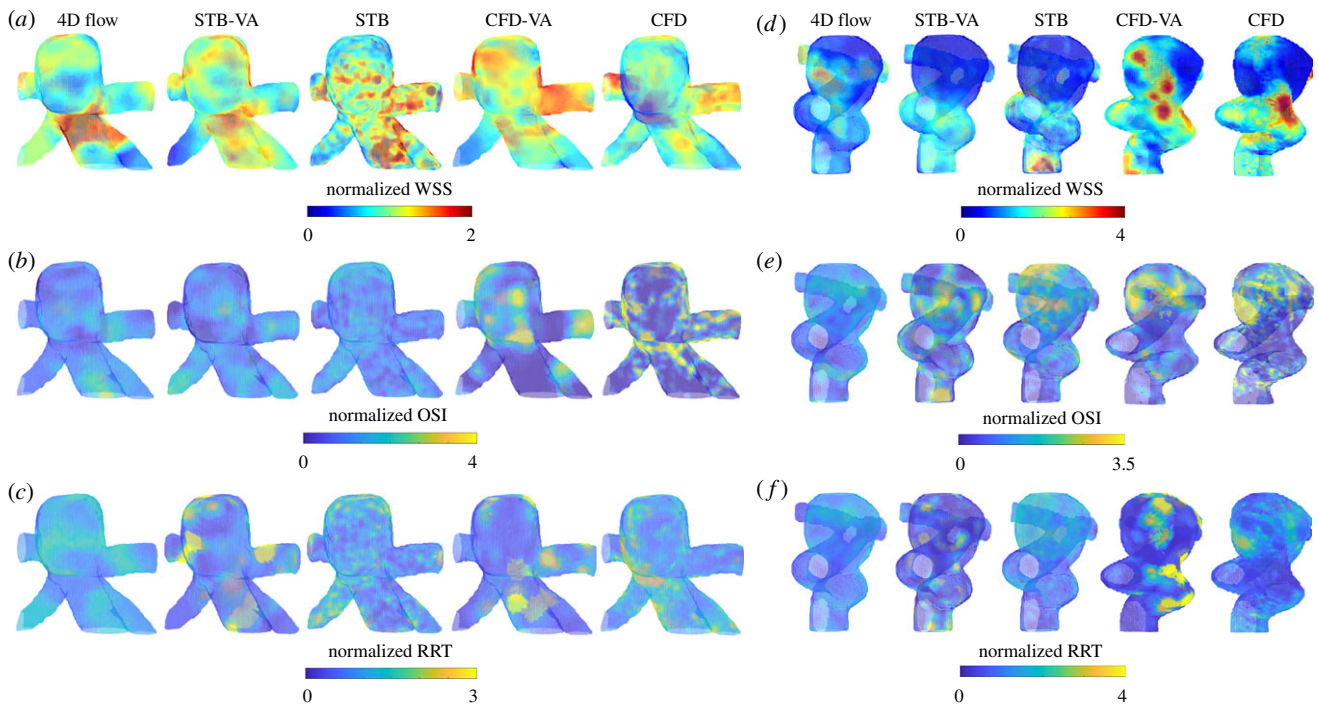 (a) 4D flow STB-VA STB CFD-VA CFD
normalized WSS
0 2
(b)
normalized OSI
0 4
(c)
normalized RRT
0 3
(d) 4D flow STB-VA STB CFD-VA CFD
normalized WSS
0 4
(e)
normalized OSI
0 3.5
(f)
normalized RRT
0 4